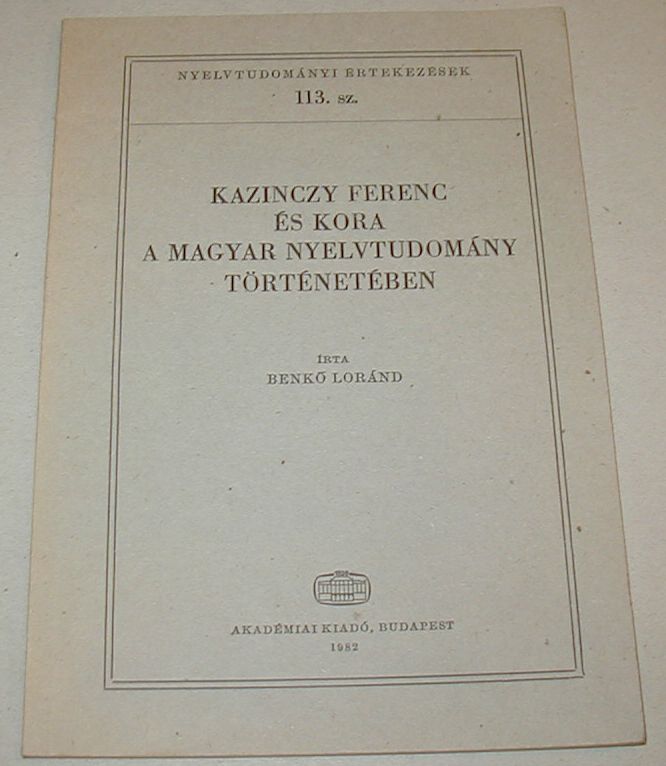 NYELVTUDOMÁNYI ÉRTEKEZÉSEK
113. SZ.
KAZINCZY FERENC
ÉS KORA
A MAGYAR NYELVTUDOMÁNY
TÖRTÉNETÉBEN
ÍRTA
BENKŐ LORÁND
AKADÉMIAI KIADÓ, BUDAPEST
1982